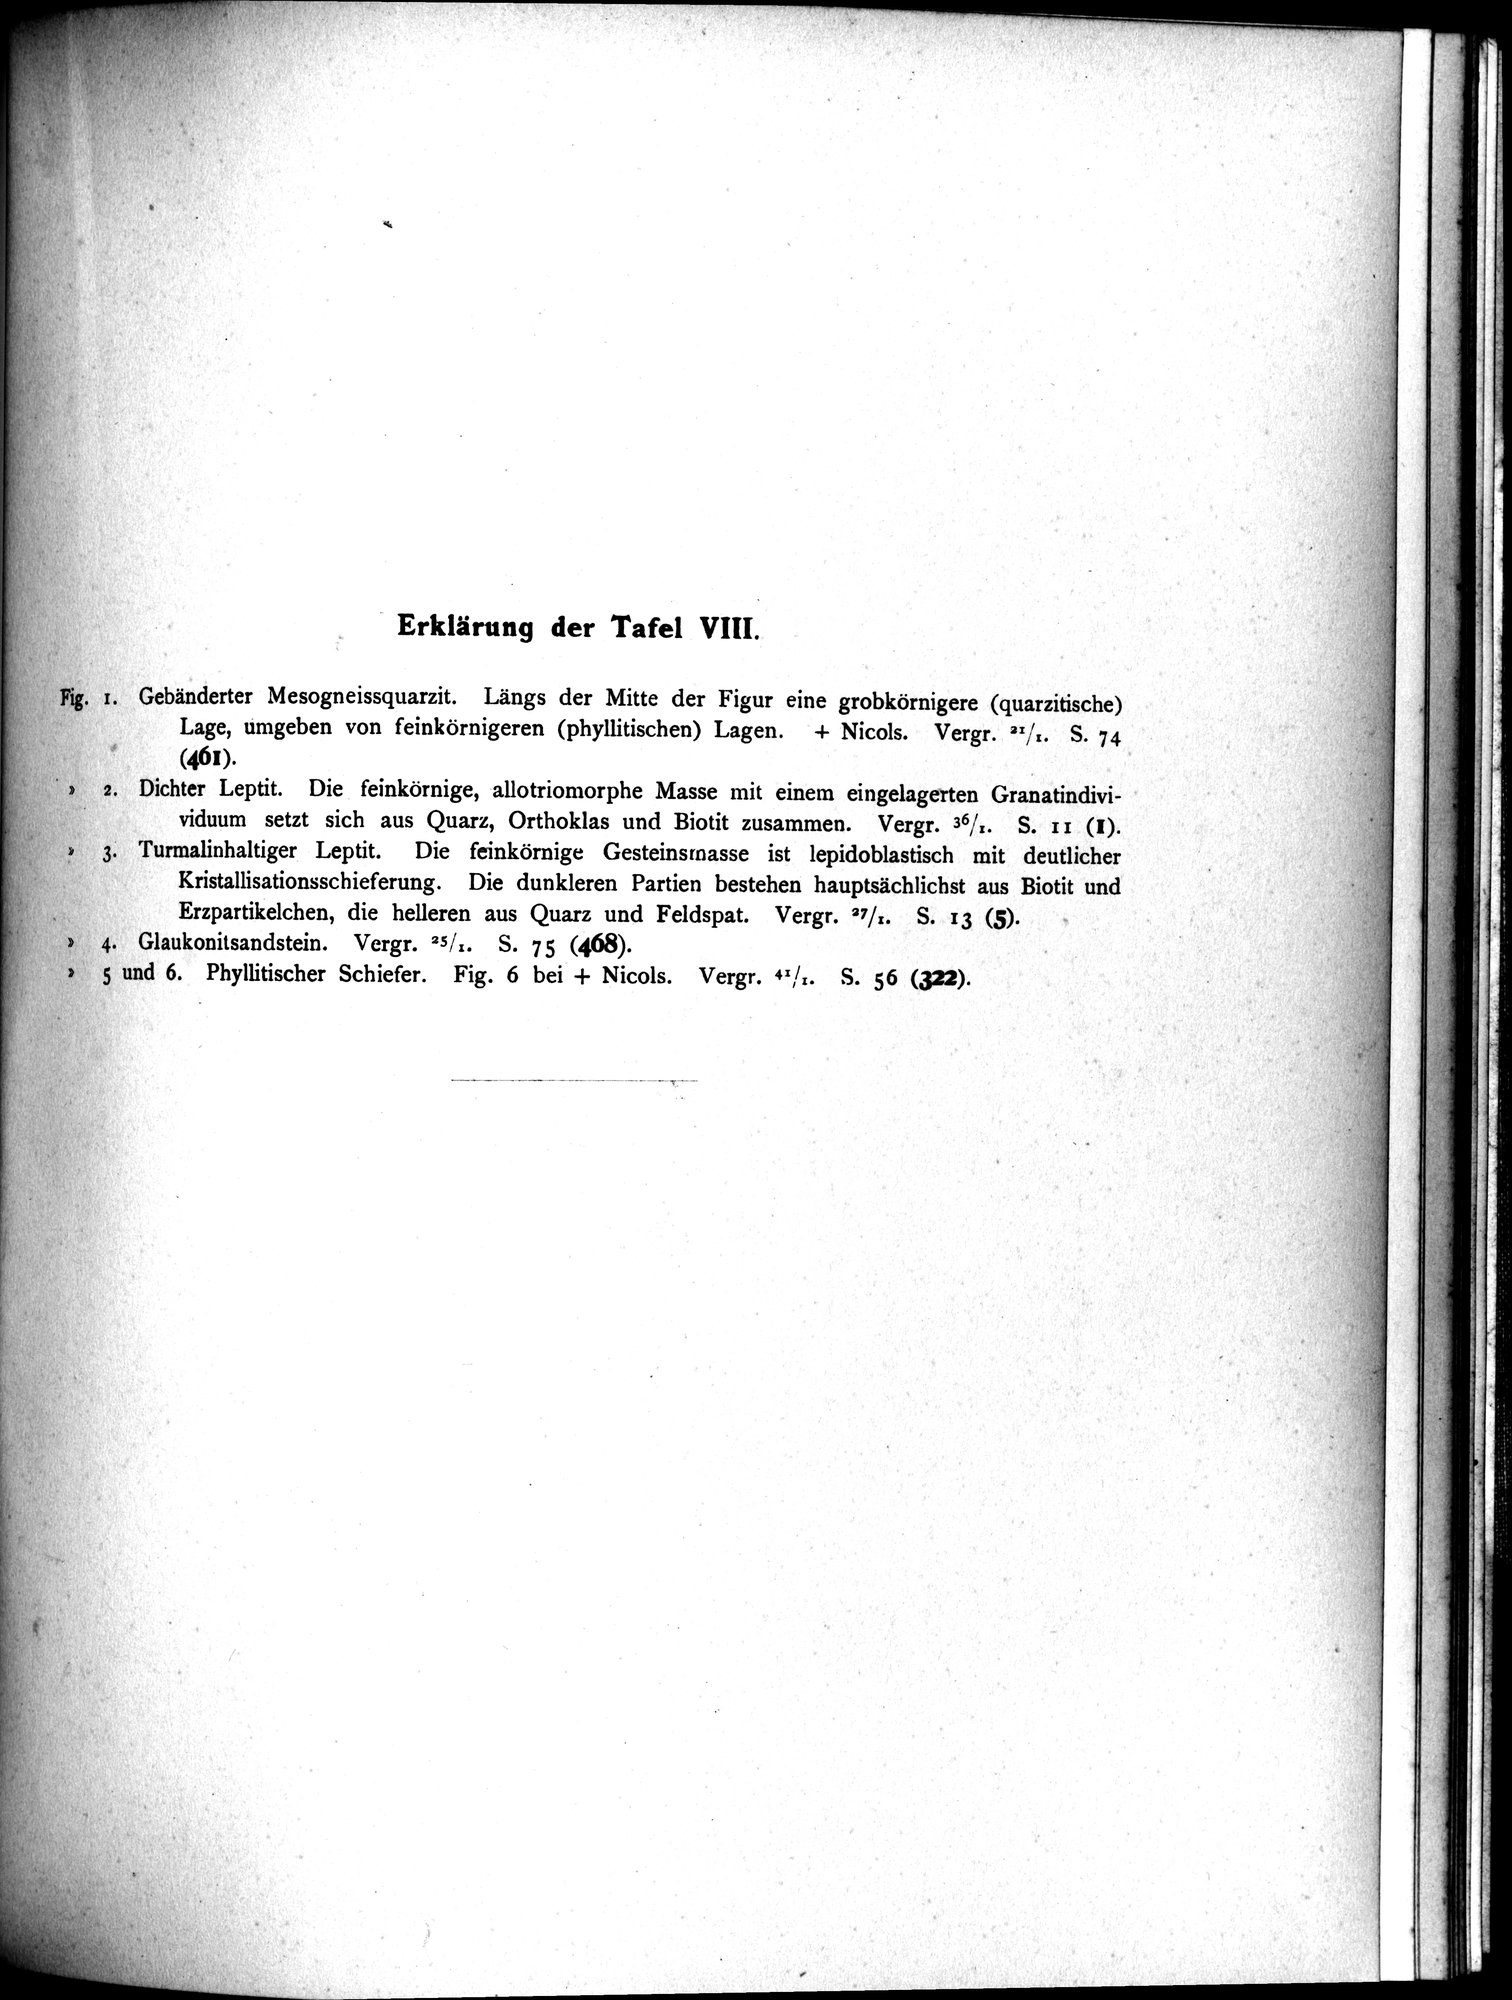 Erklärung der Tafel VIII.
Fig. 1. Gebänderter Mesogneissquarzit. Längs der Mitte der Figur eine grobkörnigere (quarzitische)
Lage, umgeben von feinkörnigeren (phyllitischen) Lagen. + Nicols. Vergr. ²¹/₁. S. 74
(461).
» 2. Dichter Leptit. Die feinkörnige, allotriomorphe Masse mit einem eingelagerten Granatindivi-
viduum setzt sich aus Quarz, Orthoklas und Biotit zusammen. Vergr. ³⁶/₁. S. 11 (1).
» 3. Turmalinhaltiger Leptit. Die feinkörnige Gesteinsmasse ist lepidoblastisch mit deutlicher
Kristallisationsschieferung. Die dunkleren Partien bestehen hauptsächlichst aus Biotit und
Erzpartikelchen, die helleren aus Quarz und Feldspat. Vergr. ²⁷/₁. S. 13 (5).
» 4. Glaukonitsandstein. Vergr. ²⁵/₁. S. 75 (468).
» 5 und 6. Phyllitischer Schiefer. Fig. 6 bei + Nicols. Vergr. ⁴¹/₁. S. 56 (322).